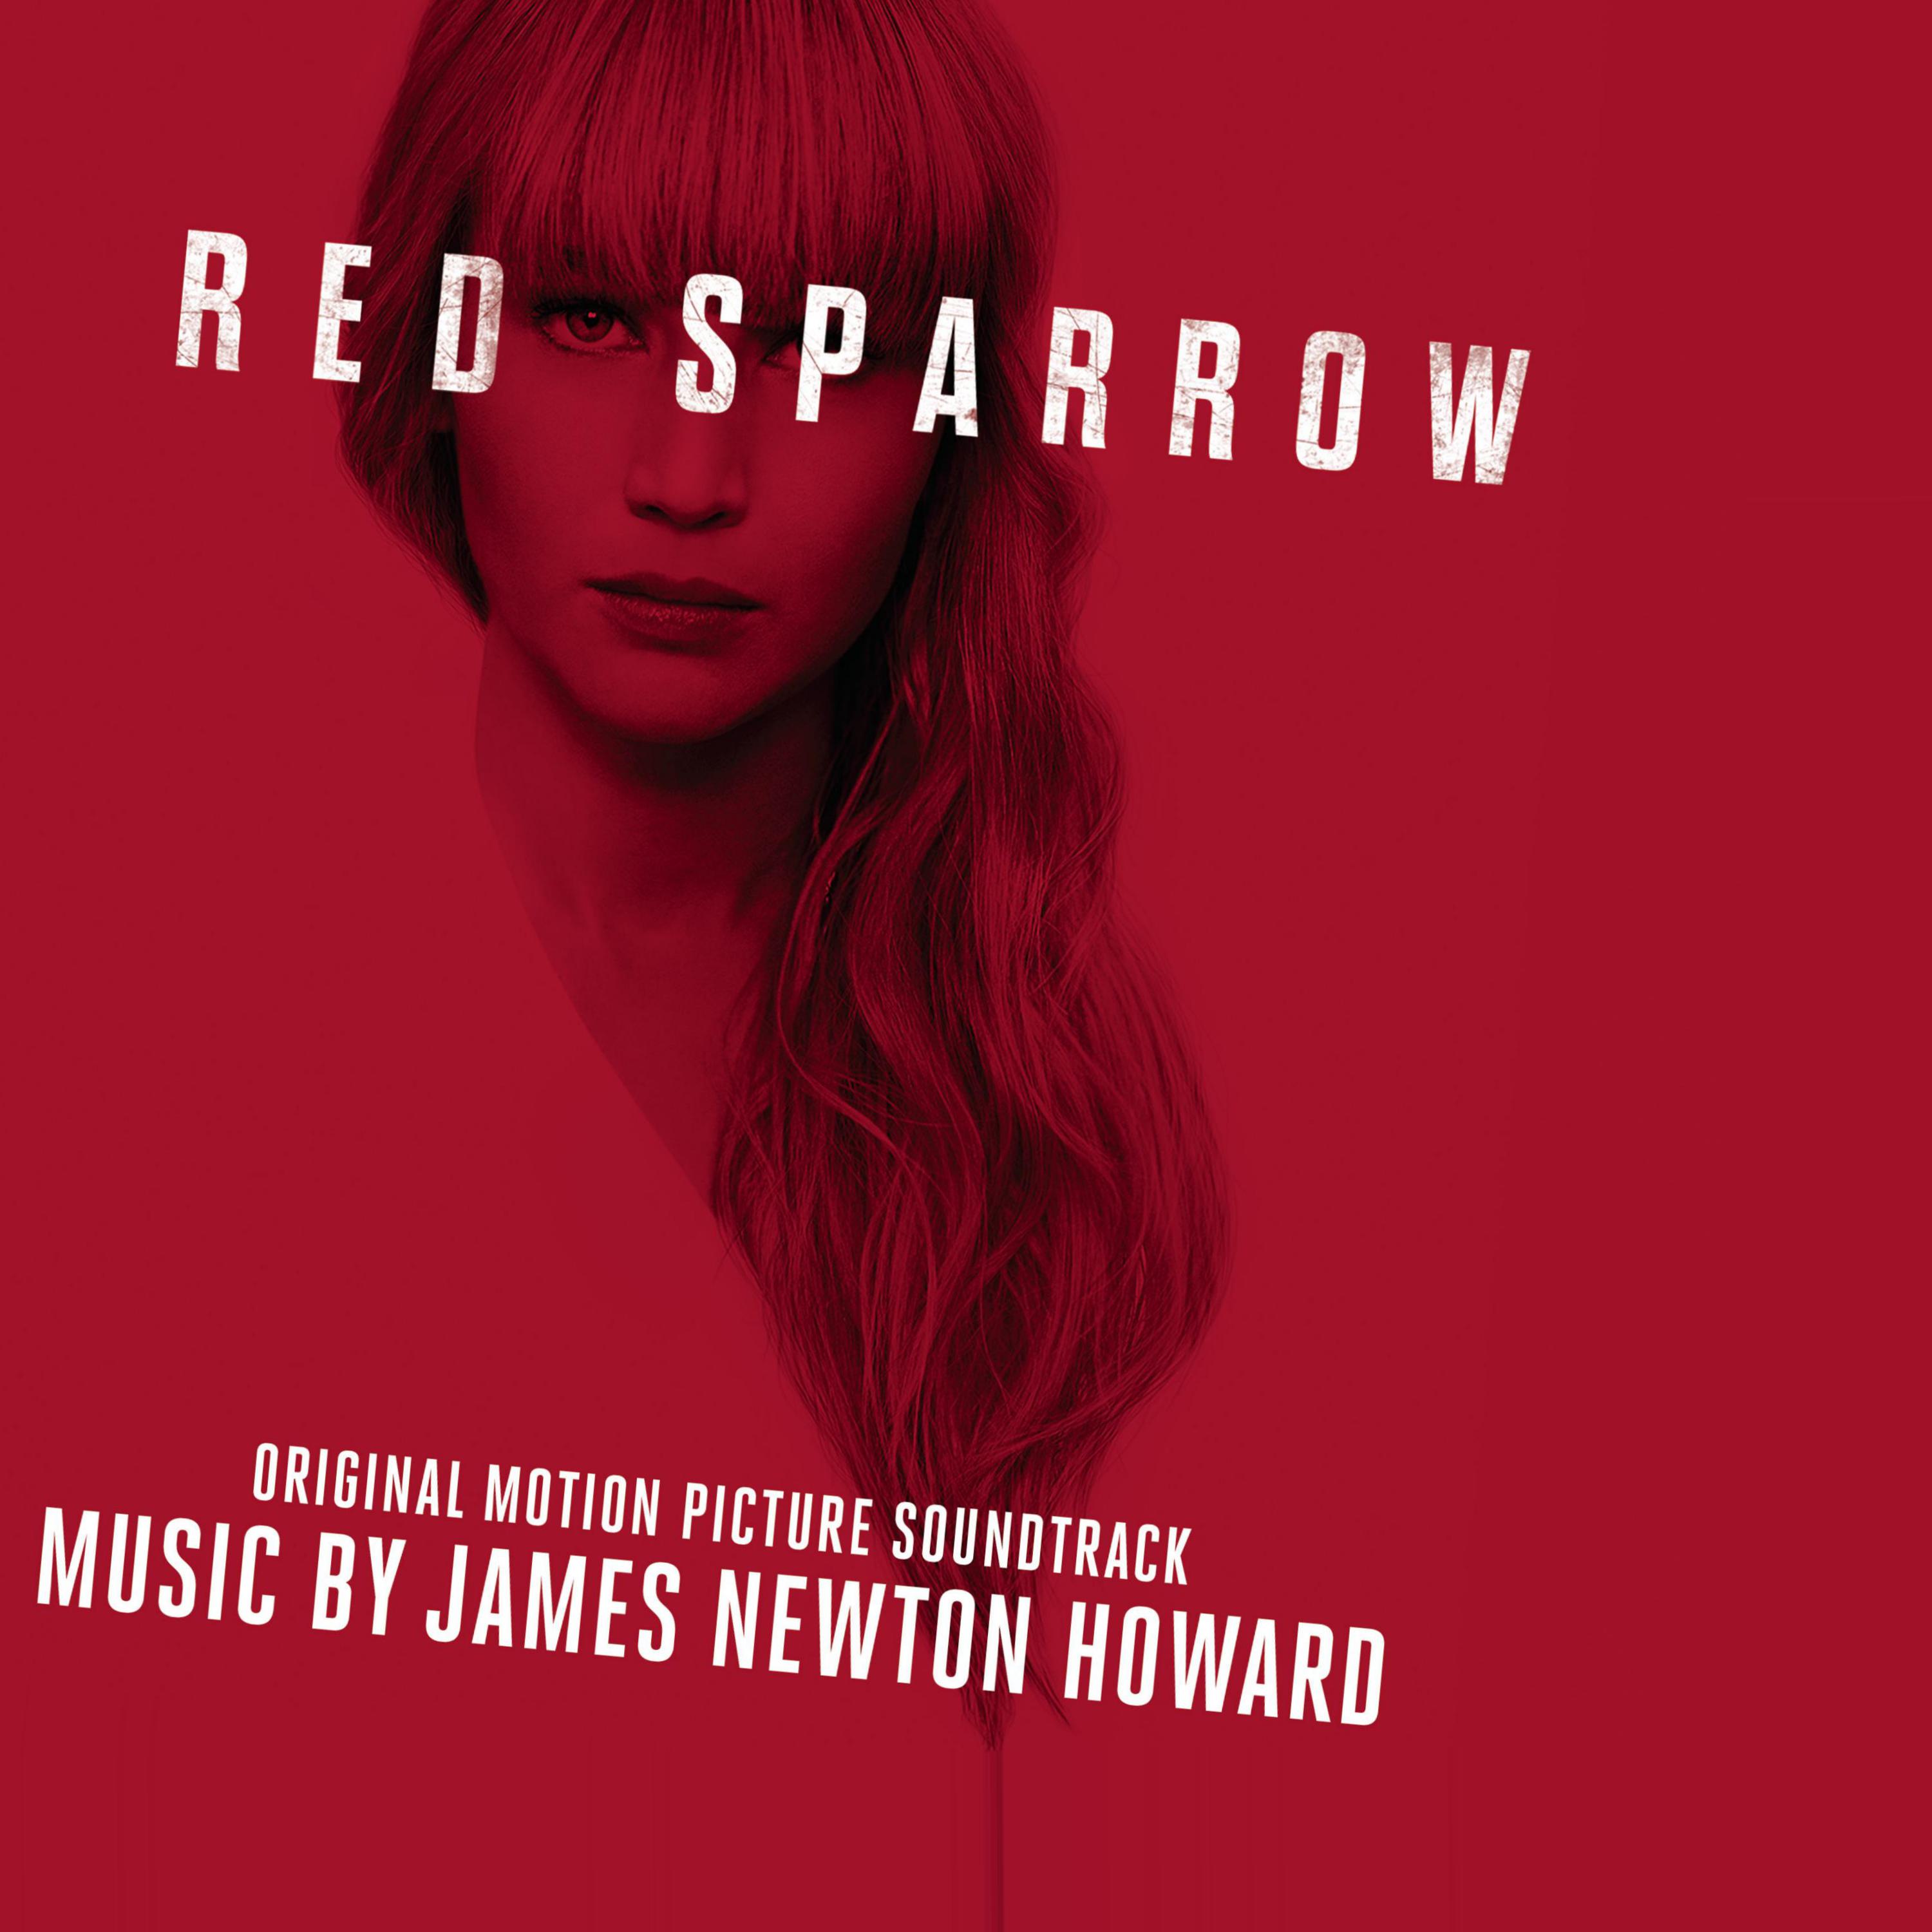 RED SPARROW
ORIGINAL MOTION PICTURE SOUNDTRACK
MUSIC BY JAMES NEWTON HOWARD